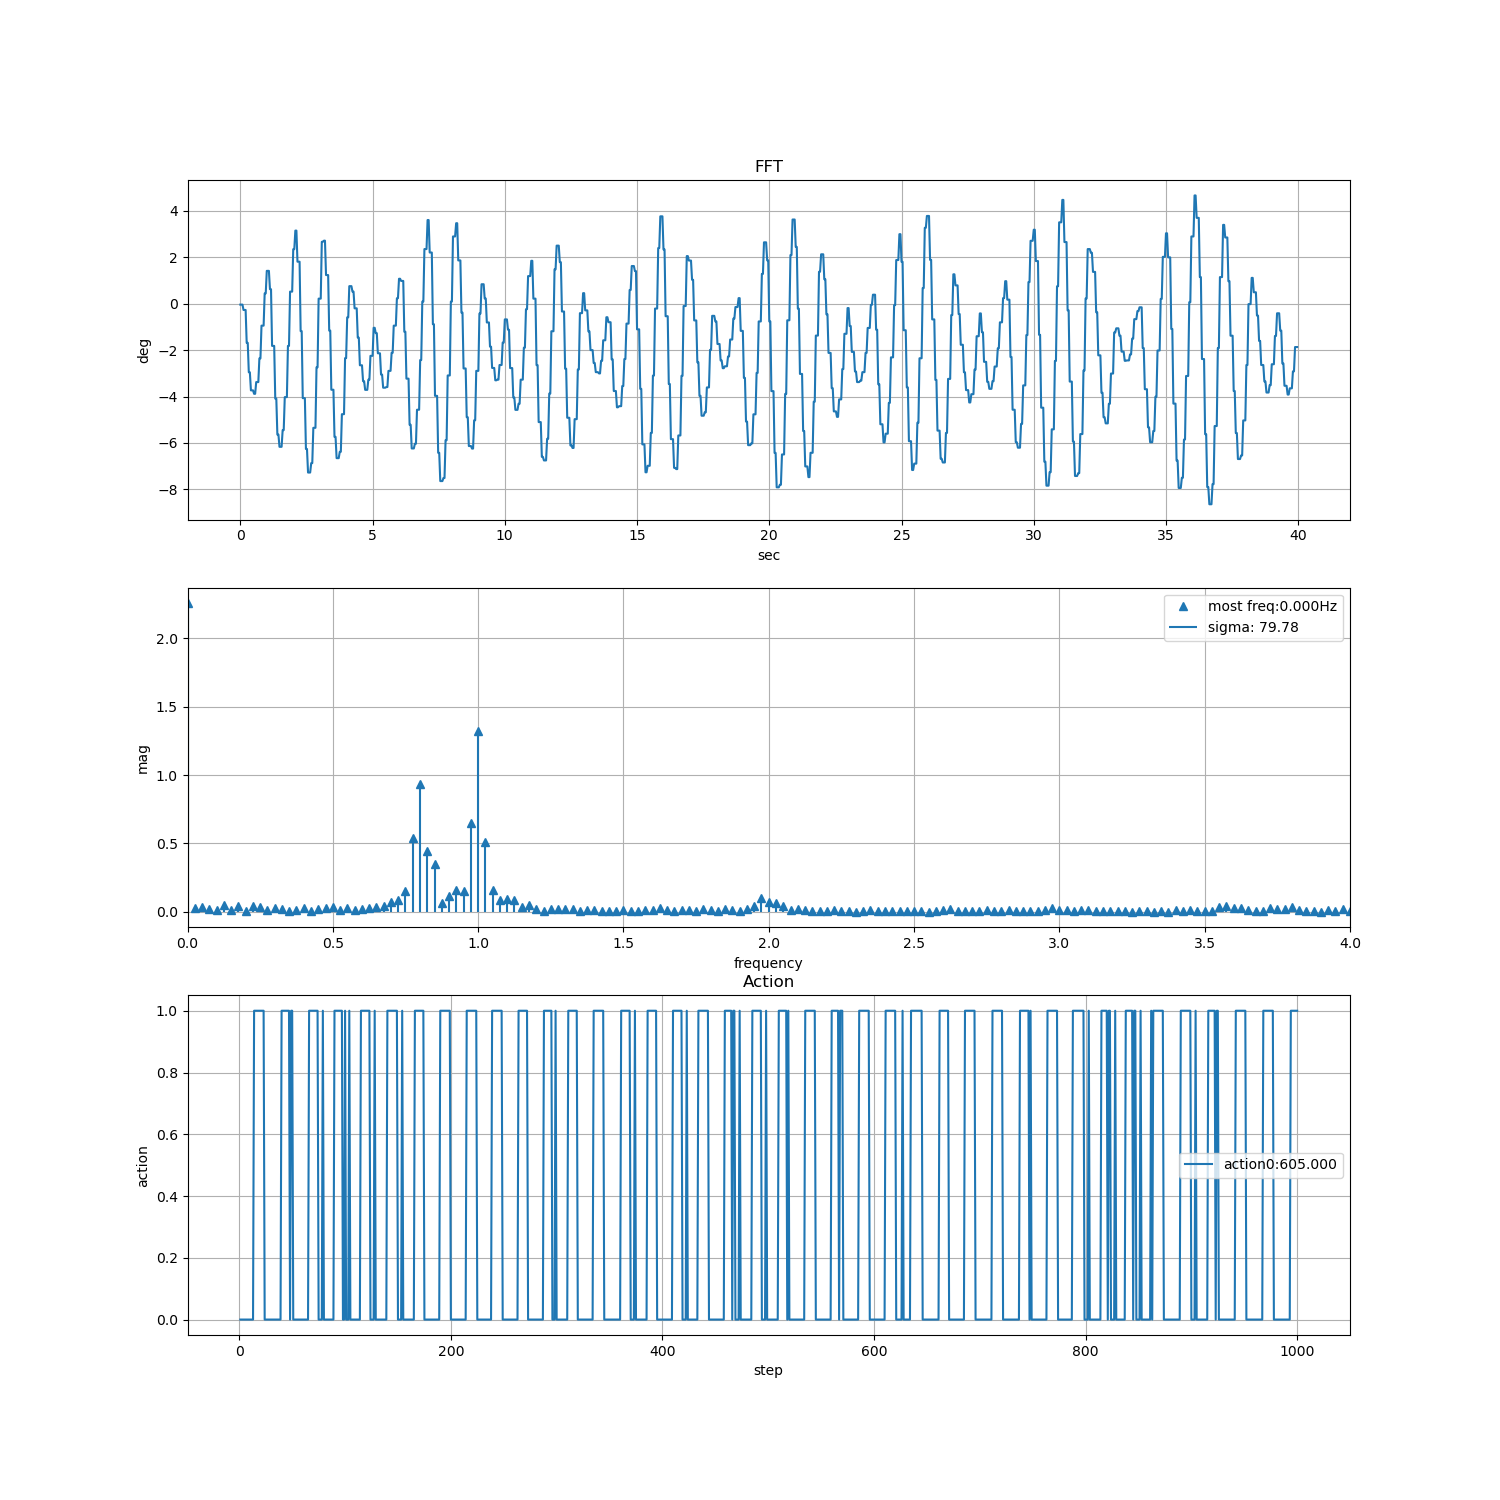 FFT
4
2
0
−2
−4
−6
−8
deg
0 5 10 15 20 25 30 35 40
sec
most freq:0.000Hz
sigma: 79.78
2.0
1.5
1.0
0.5
0.0
mag
0.0 0.5 1.0 1.5 2.0 2.5 3.0 3.5 4.0
frequency
Action
1.0
0.8
0.6
0.4
0.2
0.0
action
action0:605.000
0 200 400 600 800 1000
step